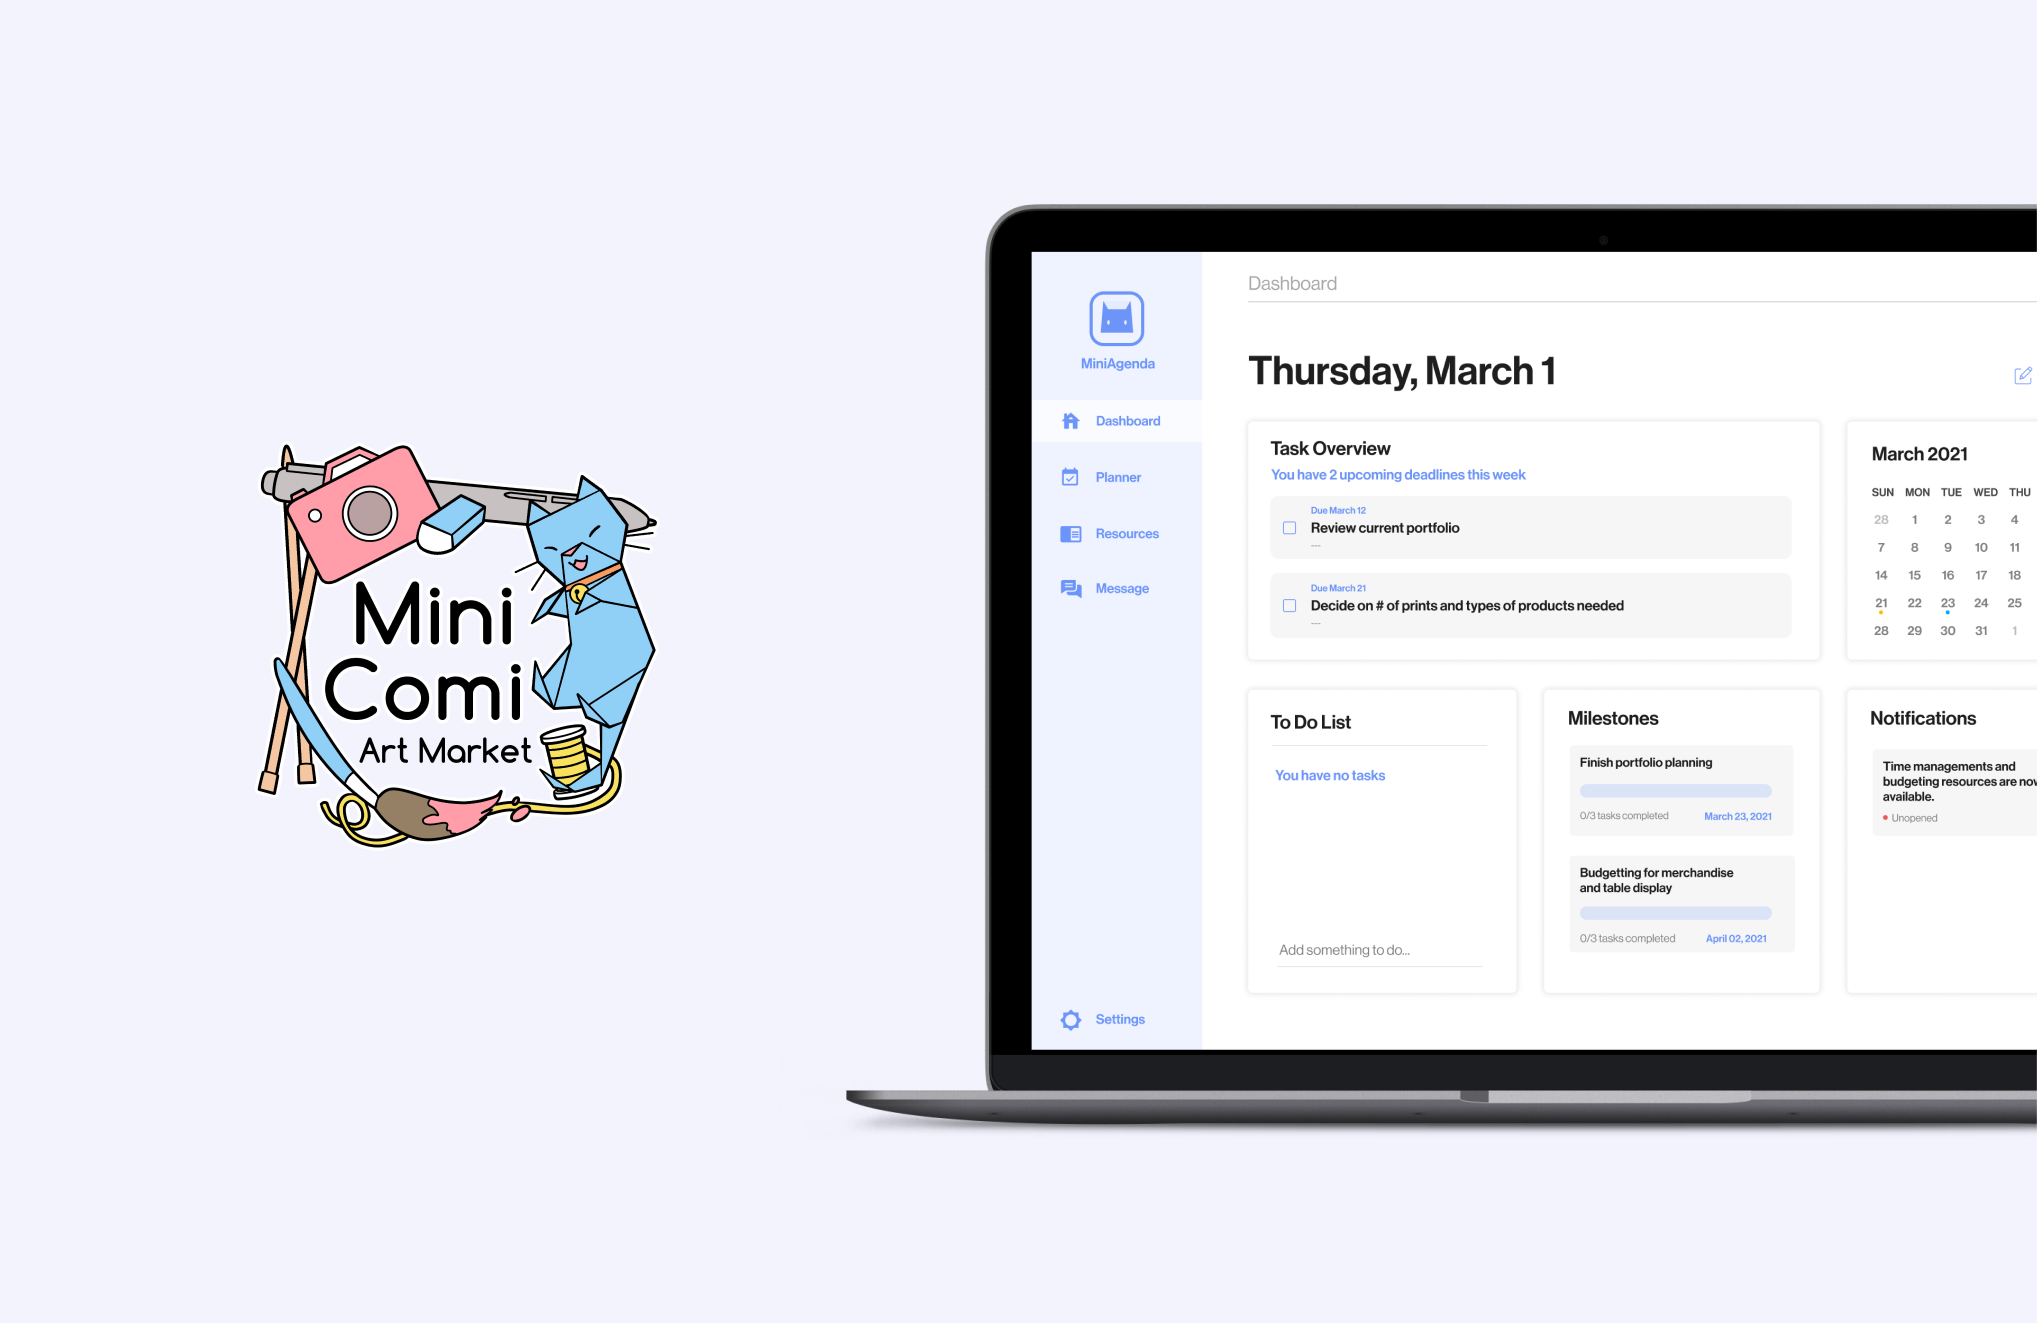 Mini
Comi
Art Market
MiniAgenda
Dashboard
Planner
Resources
Message
Settings
Dashboard
Thursday, March 1
Task Overview
You have 2 upcoming deadlines this week
Due March 12
Review current portfolio
---
Due March 21
Decide on # of prints and types of products needed
---
March 2021
SUN MON TUE WED THU
28 1 2 3 4
7 8 9 10 11
14 15 16 17 18
21 22 23 24 25
28 29 30 31 1
To Do List
You have no tasks
Add something to do...
Milestones
Finish portfolio planning
0/3 tasks completed March 23, 2021
Budgetting for merchandise
and table display
0/3 tasks completed April 02, 2021
Notifications
Time managements and
budgeting resources are
available.
Unopened